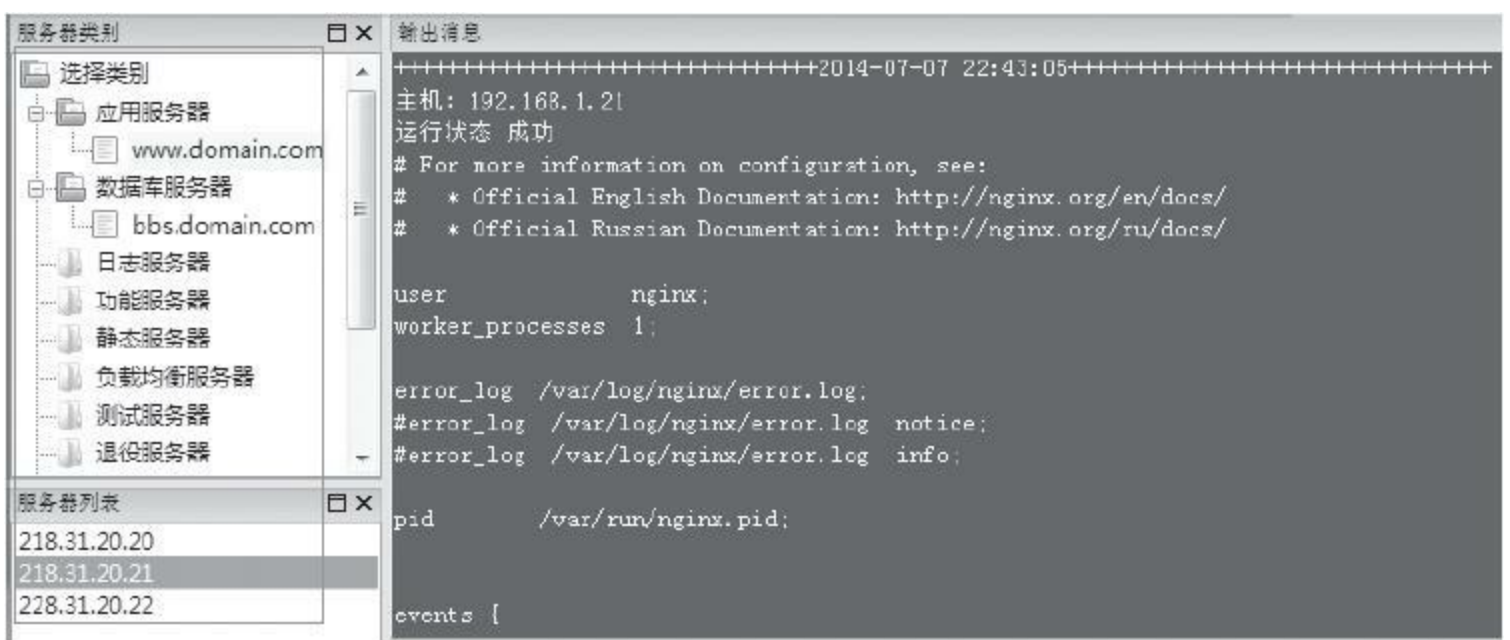 服务器类别
选择类别
应用服务器
www.domain.com
数据库服务器
bbs.domain.com
日志服务器
功能服务器
静态服务器
负载均衡服务器
测试服务器
退役服务器
服务器列表
218.31.20.20
218.31.20.21
228.31.20.22
输出消息
++++++++++++++++++++++++++++++++2014-07-07 22:43:05++++++++++++++++++++++++++++++++
主机: 192.168.1.21
运行状态 成功
# For more information on configuration, see:
#   * Official English Documentation: http://nginx.org/en/docs/
#   * Official Russian Documentation: http://nginx.org/ru/docs/
user              nginx;
worker_processes  1;
error_log  /var/log/nginx/error.log;
#error_log  /var/log/nginx/error.log  notice;
#error_log  /var/log/nginx/error.log  info;
pid        /var/run/nginx.pid;
events {